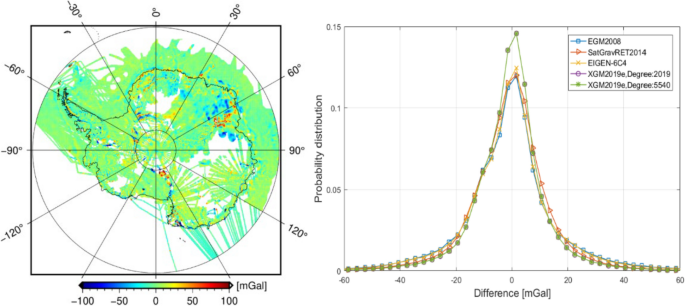 −30° 0° 30°
−60° 60°
−90° 90°
−120° 120°
−100 −50 0 50 100 [mGal]
0.15
0.1
0.05
0
Probability distribution
-60 -40 -20 0 20 40 60
Difference [mGal]
EGM2008
SatGravRET2014
EIGEN-6C4
XGM2019e,Degree:2019
XGM2019e,Degree:5540